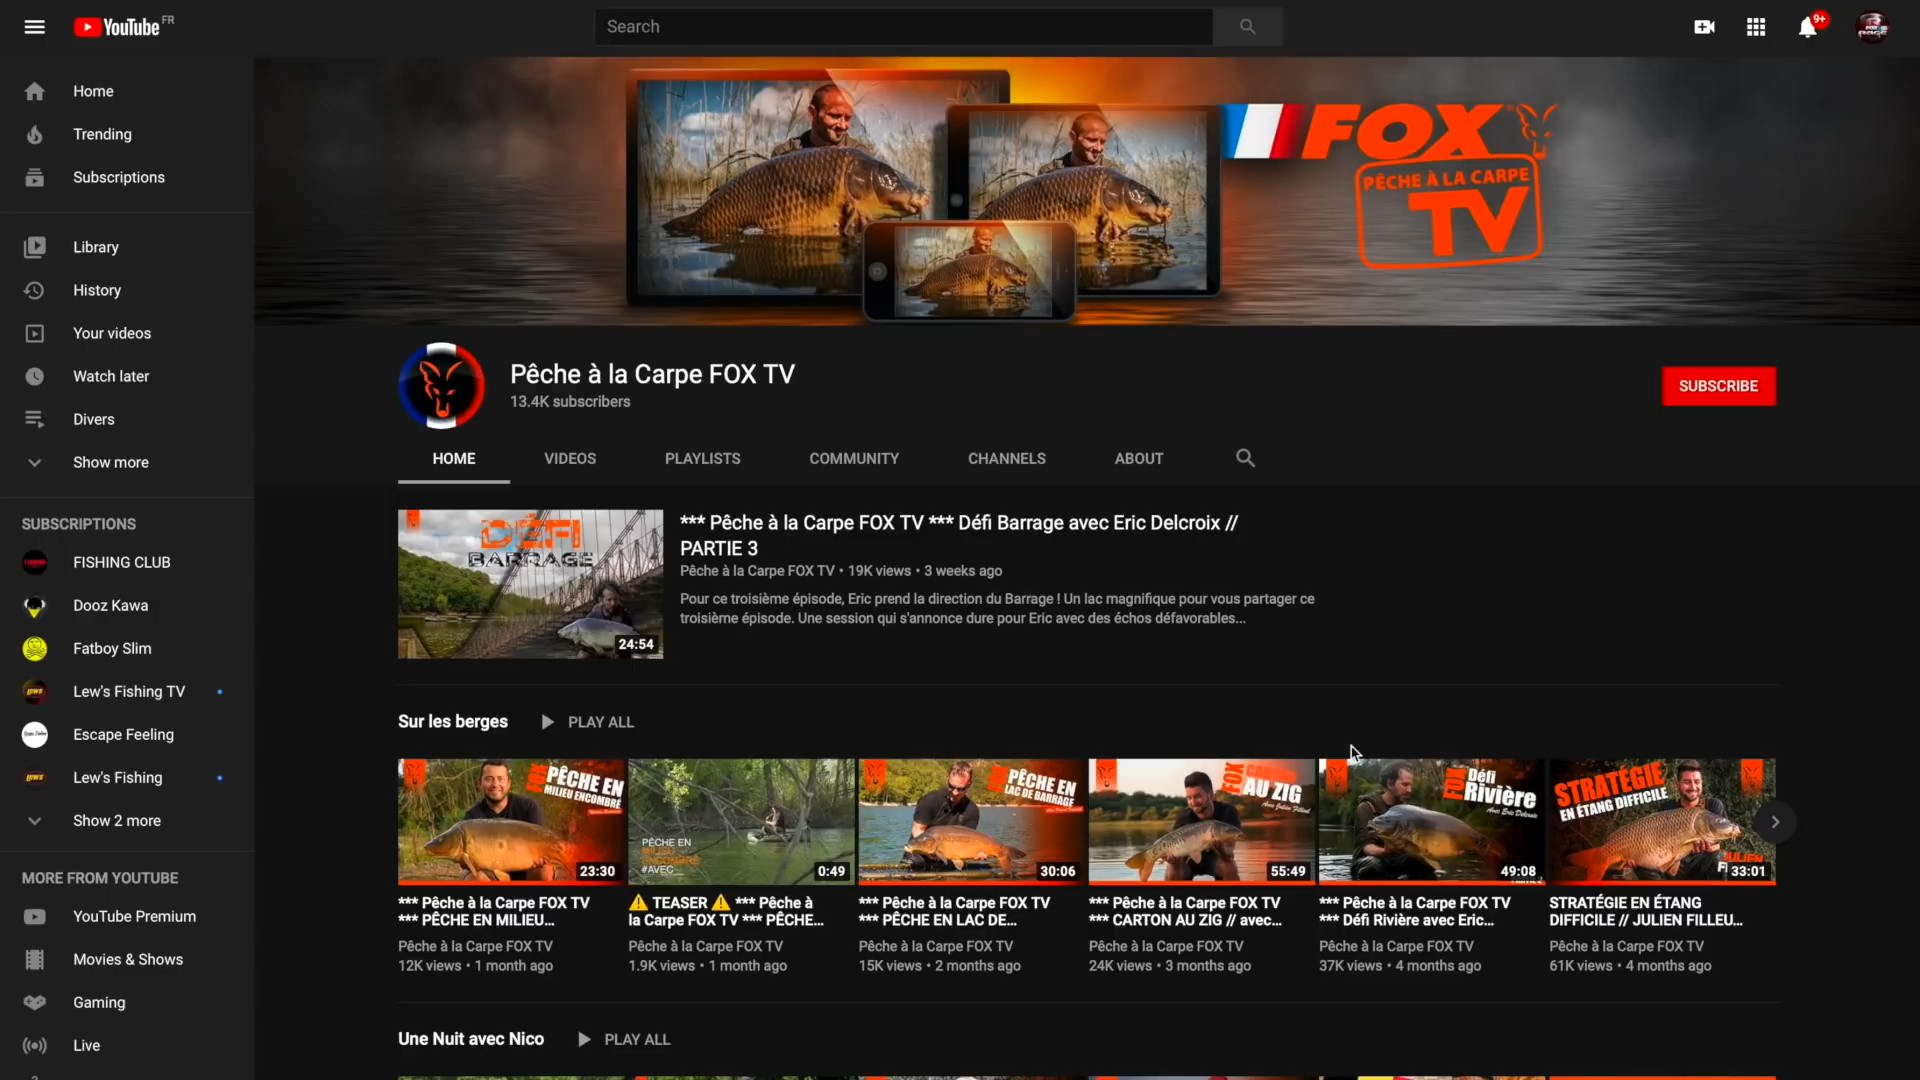 YouTube FR
Search
9+
Home
Trending
Subscriptions
Library
History
Your videos
Watch later
Divers
Show more
SUBSCRIPTIONS
FISHING CLUB
Dooz Kawa
Fatboy Slim
Lew's Fishing TV
Escape Feeling
Lew's Fishing
Show 2 more
MORE FROM YOUTUBE
YouTube Premium
Movies & Shows
Gaming
Live
FOX
PÊCHE À LA CARPE
TV
Pêche à la Carpe FOX TV
13.4K subscribers
SUBSCRIBE
HOME
VIDEOS
PLAYLISTS
COMMUNITY
CHANNELS
ABOUT
DÉFI
BARRAGE
24:54
*** Pêche à la Carpe FOX TV *** Défi Barrage avec Eric Delcroix //
PARTIE 3
Pêche à la Carpe FOX TV • 19K views • 3 weeks ago
Pour ce troisième épisode, Eric prend la direction du Barrage ! Un lac magnifique pour vous partager ce
troisième épisode. Une session qui s'annonce dure pour Eric avec des échos défavorables...
Sur les berges
PLAY ALL
FOX PÊCHE EN
MILIEU ENCOMBRÉ
23:30
*** Pêche à la Carpe FOX TV
*** PÊCHE EN MILIEU...
Pêche à la Carpe FOX TV
12K views • 1 month ago
PÊCHE EN
MILIEU
ENCOMBRÉ
#AVEC
0:49
⚠ TEASER ⚠ *** Pêche à
la Carpe FOX TV *** PÊCHE...
Pêche à la Carpe FOX TV
1.9K views • 1 month ago
FOX PÊCHE EN
LAC DE BARRAGE
30:06
*** Pêche à la Carpe FOX TV
*** PÊCHE EN LAC DE...
Pêche à la Carpe FOX TV
15K views • 2 months ago
FOX
AU ZIG
55:49
*** Pêche à la Carpe FOX TV
*** CARTON AU ZIG // avec...
Pêche à la Carpe FOX TV
24K views • 3 months ago
FOX Défi
Rivière
Avec Eric Delcroix
49:08
*** Pêche à la Carpe FOX TV
*** Défi Rivière avec Eric...
Pêche à la Carpe FOX TV
37K views • 4 months ago
STRATÉGIE
EN ÉTANG DIFFICILE
JULIEN
33:01
STRATÉGIE EN ÉTANG
DIFFICILE // JULIEN FILLEU...
Pêche à la Carpe FOX TV
61K views • 4 months ago
Une Nuit avec Nico
PLAY ALL